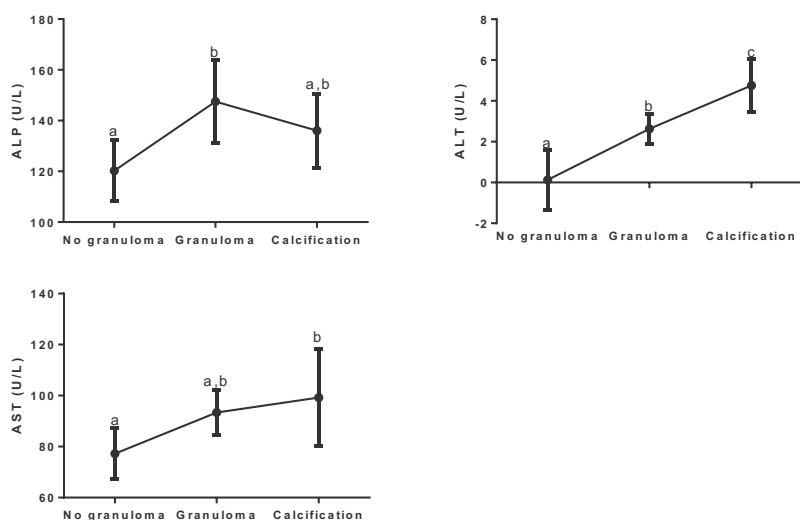 180
160
140
120
100
ALP (U/L)
a
b
a,b
No granuloma Granuloma Calcification
8
6
4
2
0
-2
ALT (U/L)
a
b
c
No granuloma Granuloma Calcification
140
120
100
80
60
AST (U/L)
a
a,b
b
No granuloma Granuloma Calcification